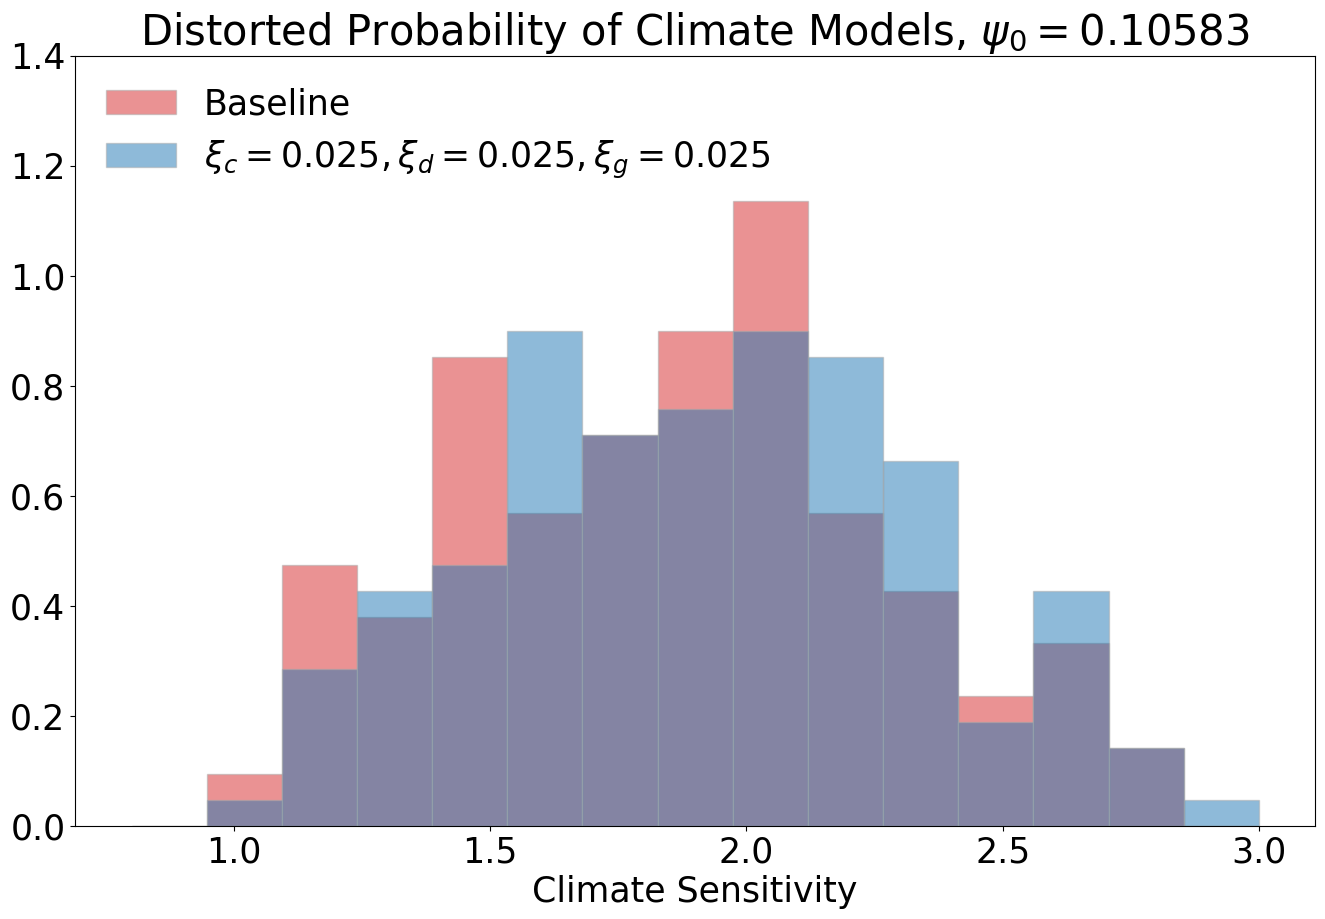 Distorted Probability of Climate Models, ψ₀ = 0.10583
Baseline
ξ_c = 0.025, ξ_d = 0.025, ξ_g = 0.025
1.4
1.2
1.0
0.8
0.6
0.4
0.2
0.0
1.0 1.5 2.0 2.5 3.0
Climate Sensitivity